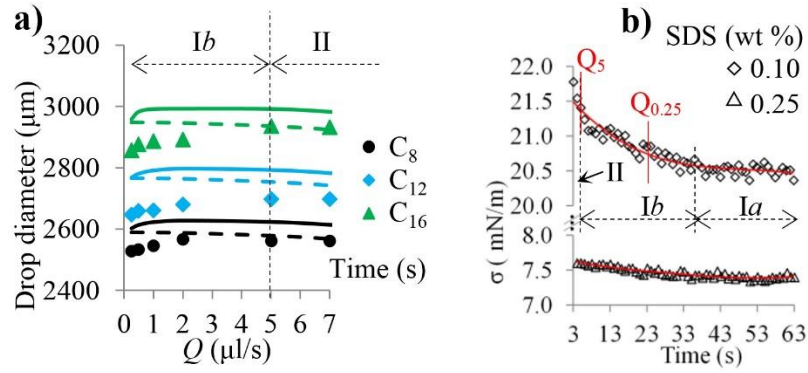 a)
3200
3000
2800
2600
2400
Drop diameter (µm)
Ib
II
C8
C12
C16
Time (s)
0 1 2 3 4 5 6 7
Q (µl/s)
b)
SDS (wt %)
0.10
0.25
Q5
Q0.25
22.0
21.5
21.0
20.5
20.0
II
Ib
Ia
8.0
7.5
7.0
σ ( mN/m)
3 13 23 33 43 53 63
Time (s)